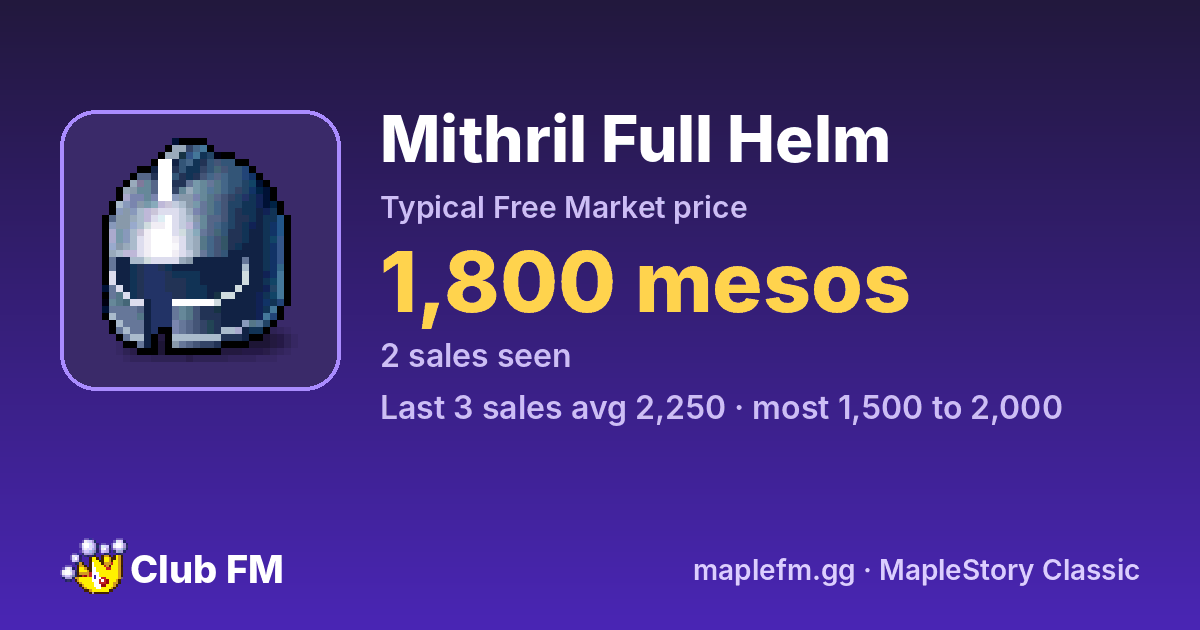 Mithril Full Helm
Typical Free Market price
1,800 mesos
2 sales seen
Last 3 sales avg 2,250 · most 1,500 to 2,000
Club FM
maplefm.gg · MapleStory Classic